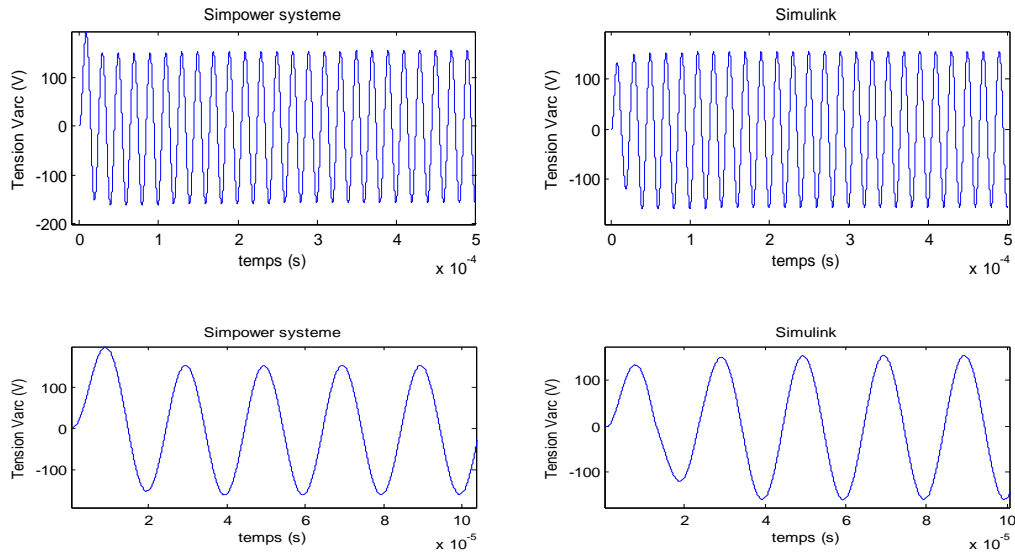 Simpower systeme
Tension Varc (V)
100
0
-100
-200
0
1
2
3
4
5
temps (s)
x 10^-4
Simulink
Tension Varc (V)
100
0
-100
0
1
2
3
4
5
temps (s)
x 10^-4
Simpower systeme
Tension Varc (V)
100
0
-100
2
4
6
8
10
temps (s)
x 10^-5
Simulink
Tension Varc (V)
100
0
-100
2
4
6
8
10
temps (s)
x 10^-5